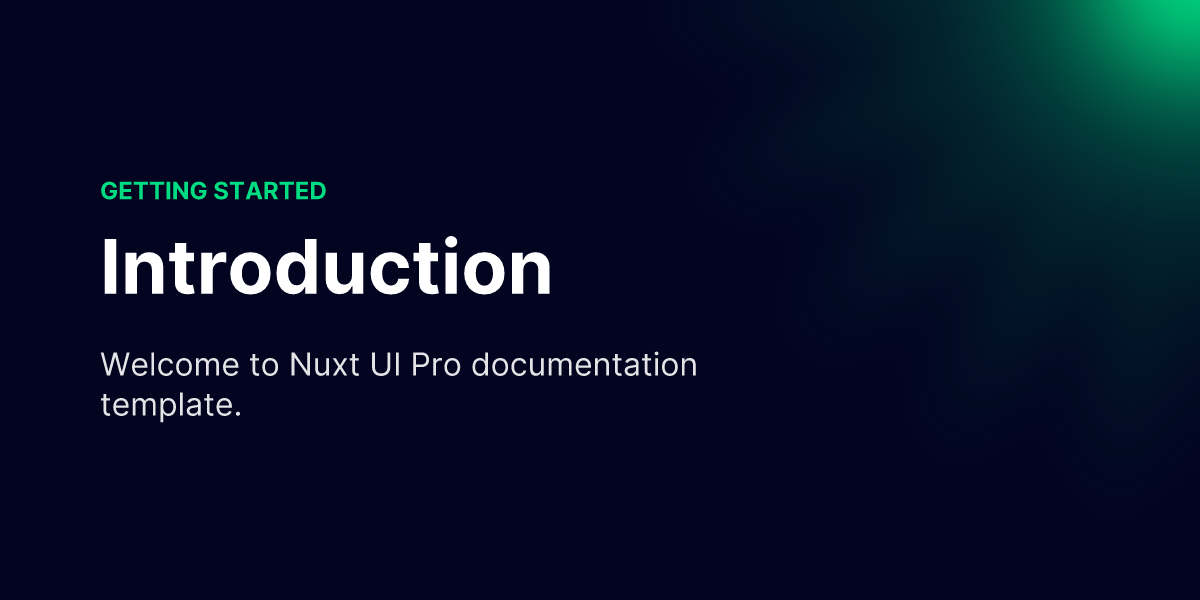 GETTING STARTED
Introduction
Welcome to Nuxt UI Pro documentation
template.